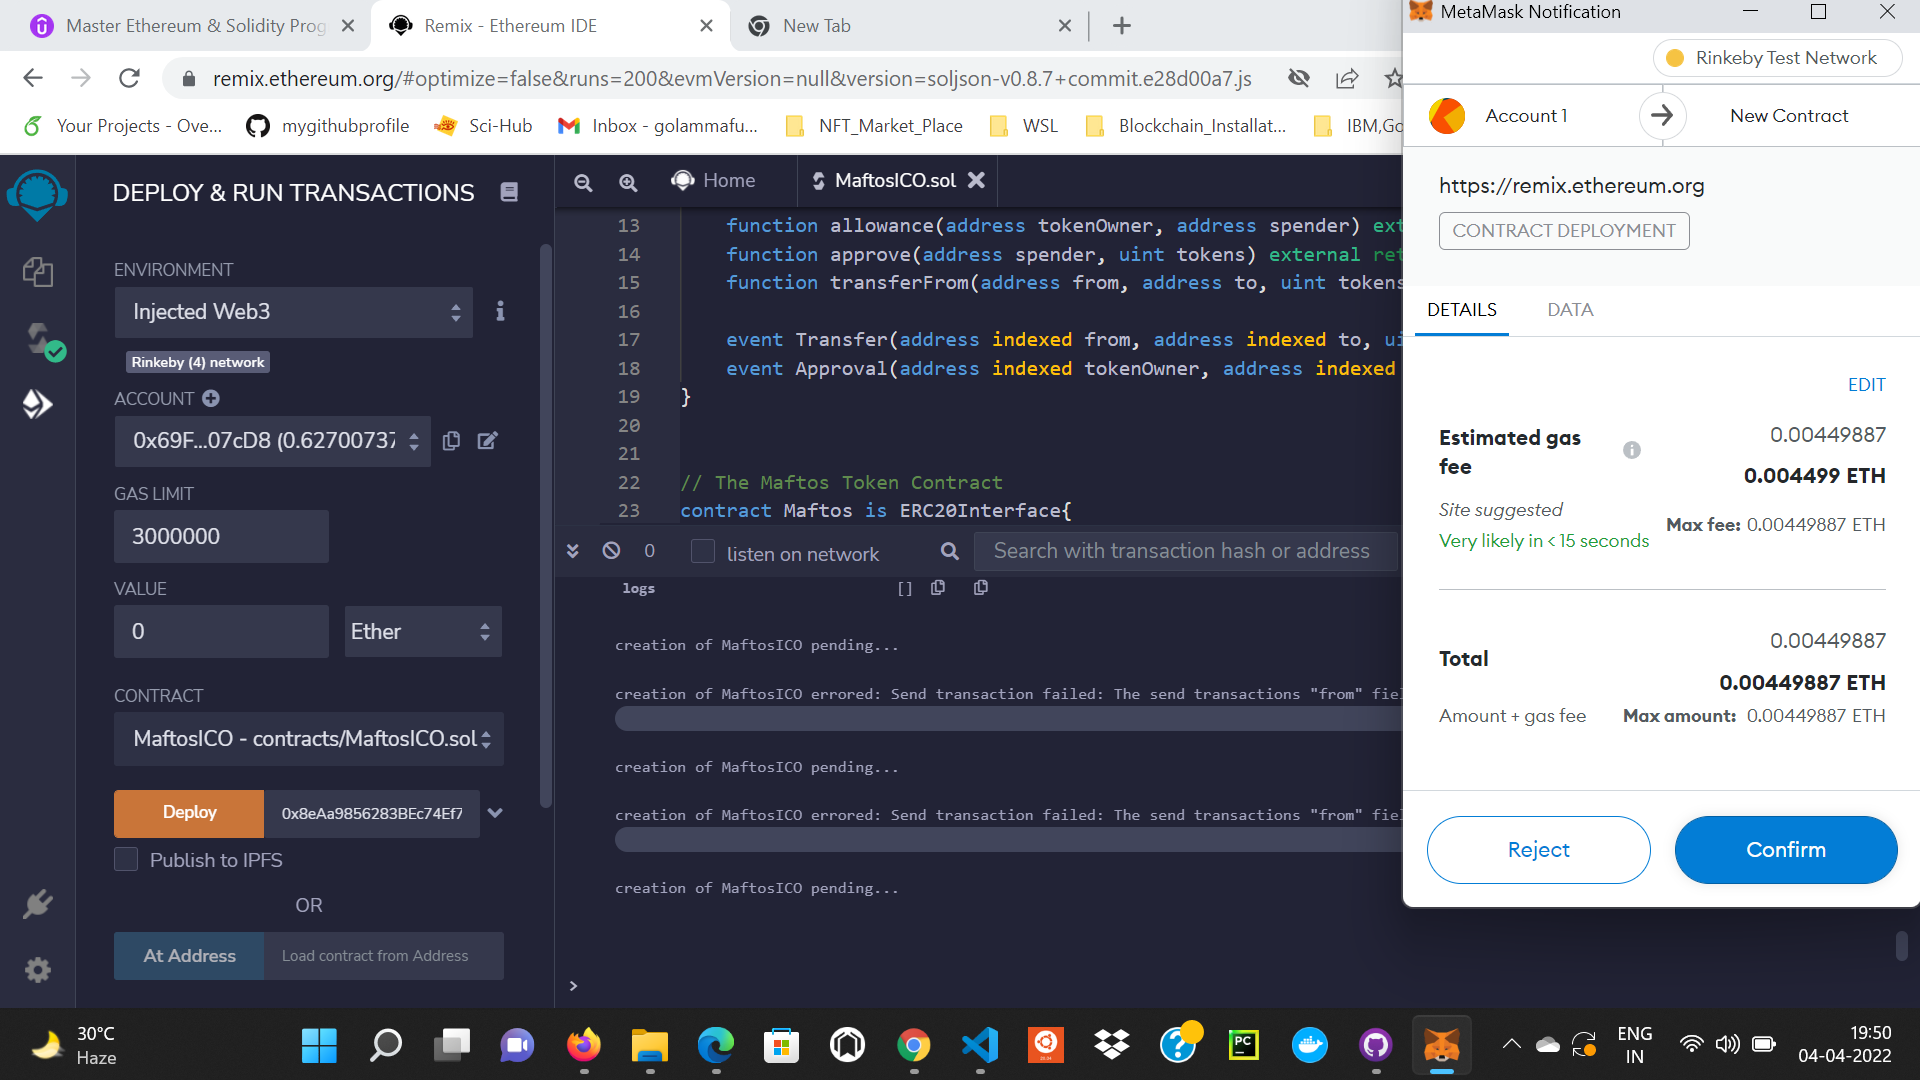 Master Ethereum & Solidity Prog
Remix - Ethereum IDE
New Tab
remix.ethereum.org/#optimize=false&runs=200&evmVersion=null&version=soljson-v0.8.7+commit.e28d00a7.js
Your Projects - Ove...
mygithubprofile
Sci-Hub
Inbox - golammafu...
NFT_Market_Place
WSL
Blockchain_Installat...
IBM,Go
DEPLOY & RUN TRANSACTIONS
ENVIRONMENT
Injected Web3
Rinkeby (4) network
ACCOUNT
0x69F...07cD8 (0.62700737
GAS LIMIT
3000000
VALUE
0
Ether
CONTRACT
MaftosICO - contracts/MaftosICO.sol
Deploy
0x8eAa9856283BEc74Ef7
Publish to IPFS
OR
At Address
Load contract from Address
Home
MaftosICO.sol
13 function allowance(address tokenOwner, address spender) ext
14 function approve(address spender, uint tokens) external ret
15 function transferFrom(address from, address to, uint tokens
16
17 event Transfer(address indexed from, address indexed to, ui
18 event Approval(address indexed tokenOwner, address indexed
19 }
20
21
22 // The Maftos Token Contract
23 contract Maftos is ERC20Interface{
0
listen on network
Search with transaction hash or address
logs []
creation of MaftosICO pending...
creation of MaftosICO errored: Send transaction failed: The send transactions "from" fiel
creation of MaftosICO pending...
creation of MaftosICO errored: Send transaction failed: The send transactions "from" fiel
creation of MaftosICO pending...
>
MetaMask Notification
Rinkeby Test Network
Account 1
New Contract
https://remix.ethereum.org
CONTRACT DEPLOYMENT
DETAILS
DATA
EDIT
Estimated gas
fee
0.00449887
0.004499 ETH
Site suggested
Very likely in < 15 seconds
Max fee: 0.00449887 ETH
Total
0.00449887
0.00449887 ETH
Amount + gas fee
Max amount: 0.00449887 ETH
Reject
Confirm
30°C
Haze
20.04
PC
ENG
IN
19:50
04-04-2022